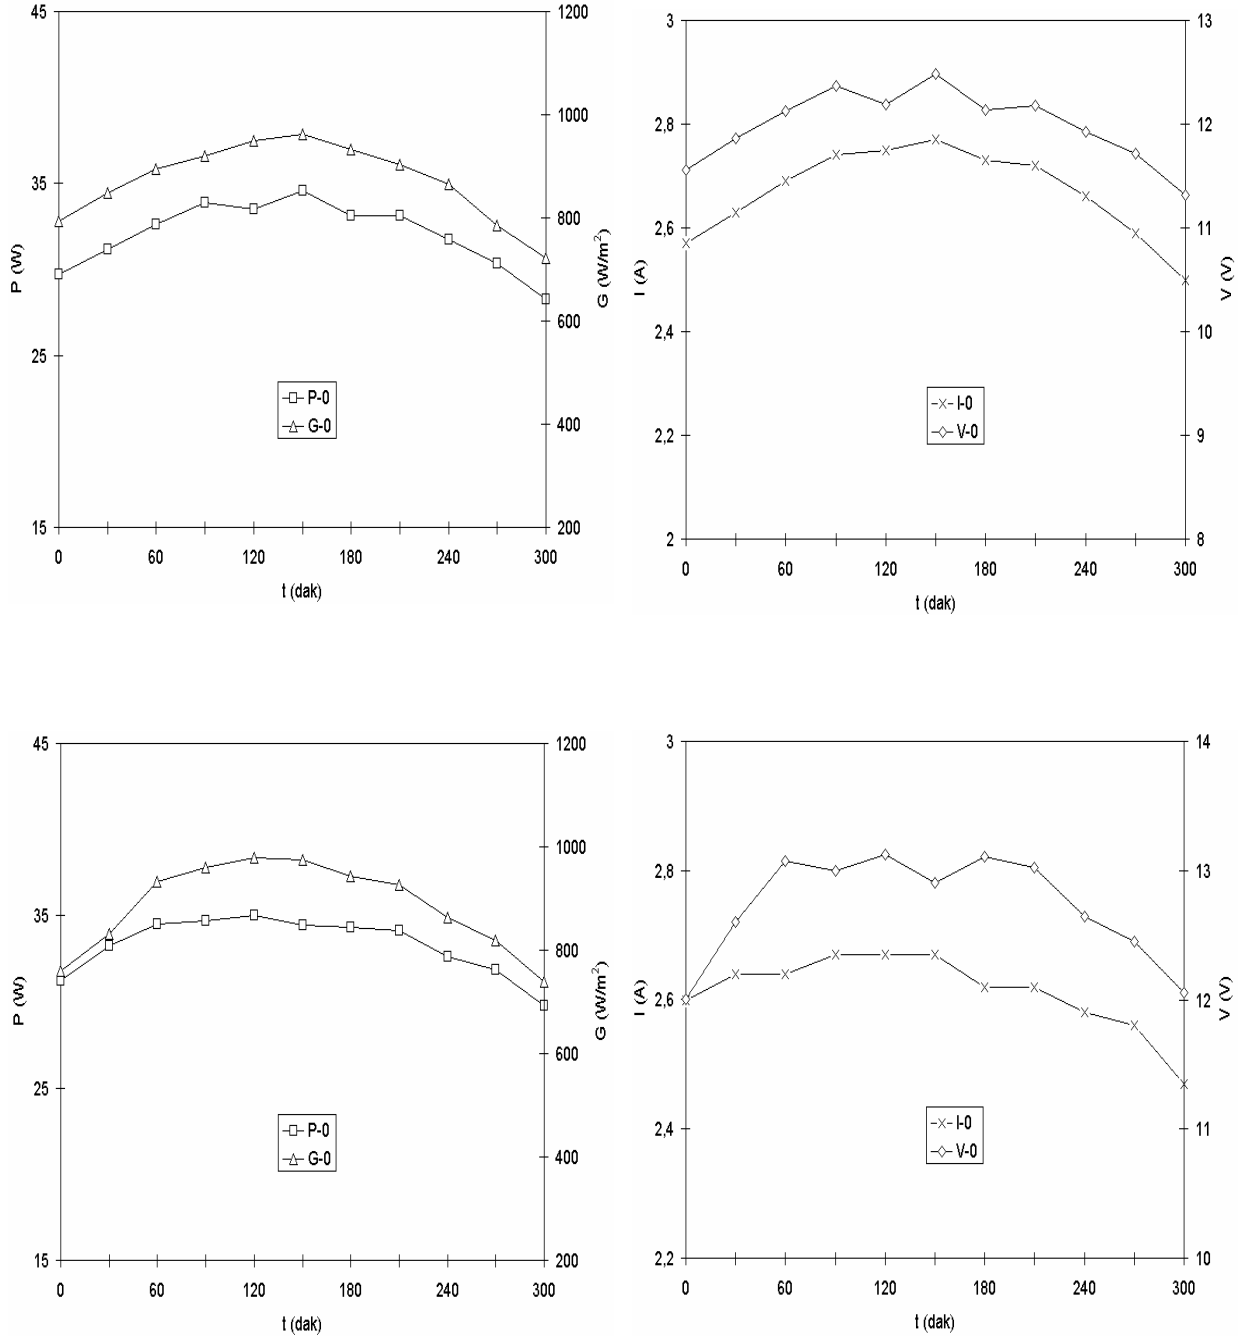 45
35
25
15
P (W)
1200
1000
800
600
400
200
G (W/m²)
P-0
G-0
0 60 120 180 240 300
t (dak)
3
2,8
2,6
2,4
2,2
2
I (A)
13
12
11
10
9
8
V (V)
I-0
V-0
0 60 120 180 240 300
t (dak)
45
35
25
15
P (W)
1200
1000
800
600
400
200
G (W/m²)
P-0
G-0
0 60 120 180 240 300
t (dak)
3
2,8
2,6
2,4
2,2
I (A)
14
13
12
11
10
V (V)
I-0
V-0
0 60 120 180 240 300
t (dak)